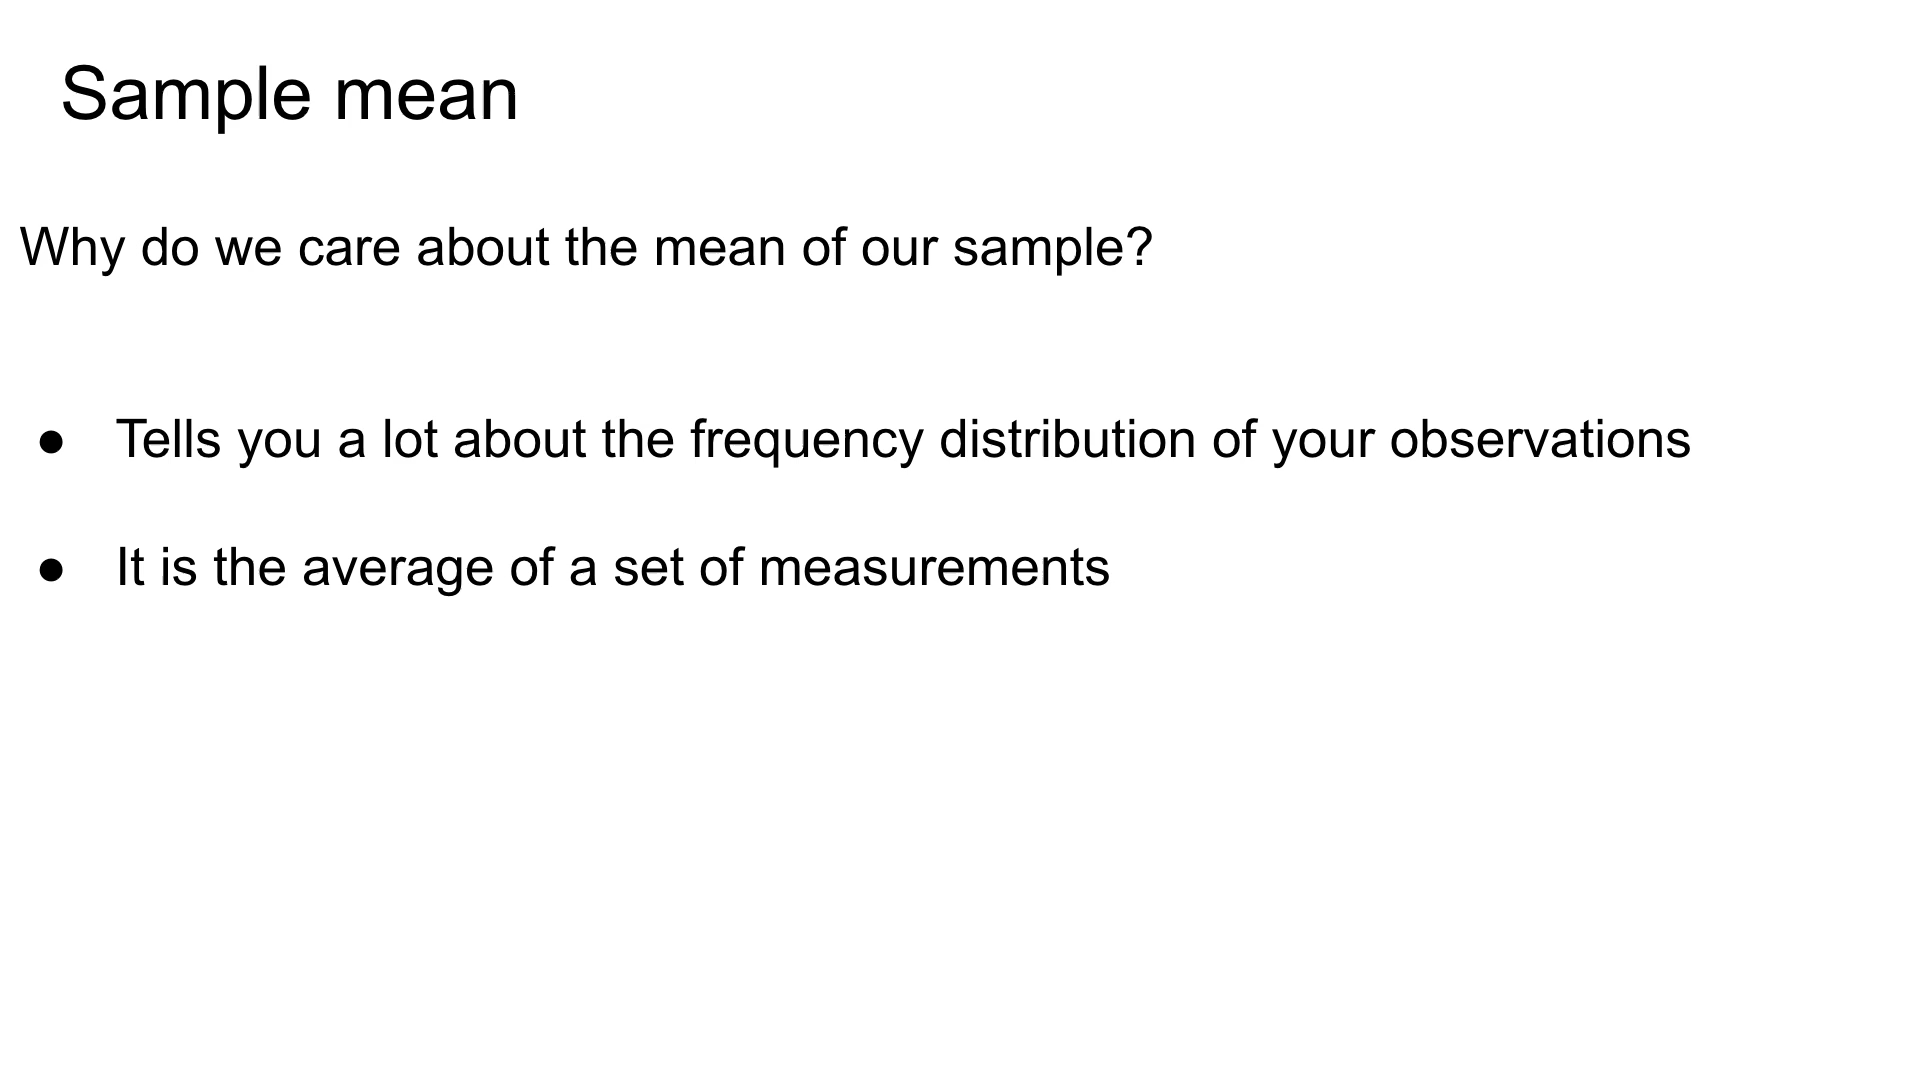 Sample mean
Why do we care about the mean of our sample?
● Tells you a lot about the frequency distribution of your observations
● It is the average of a set of measurements